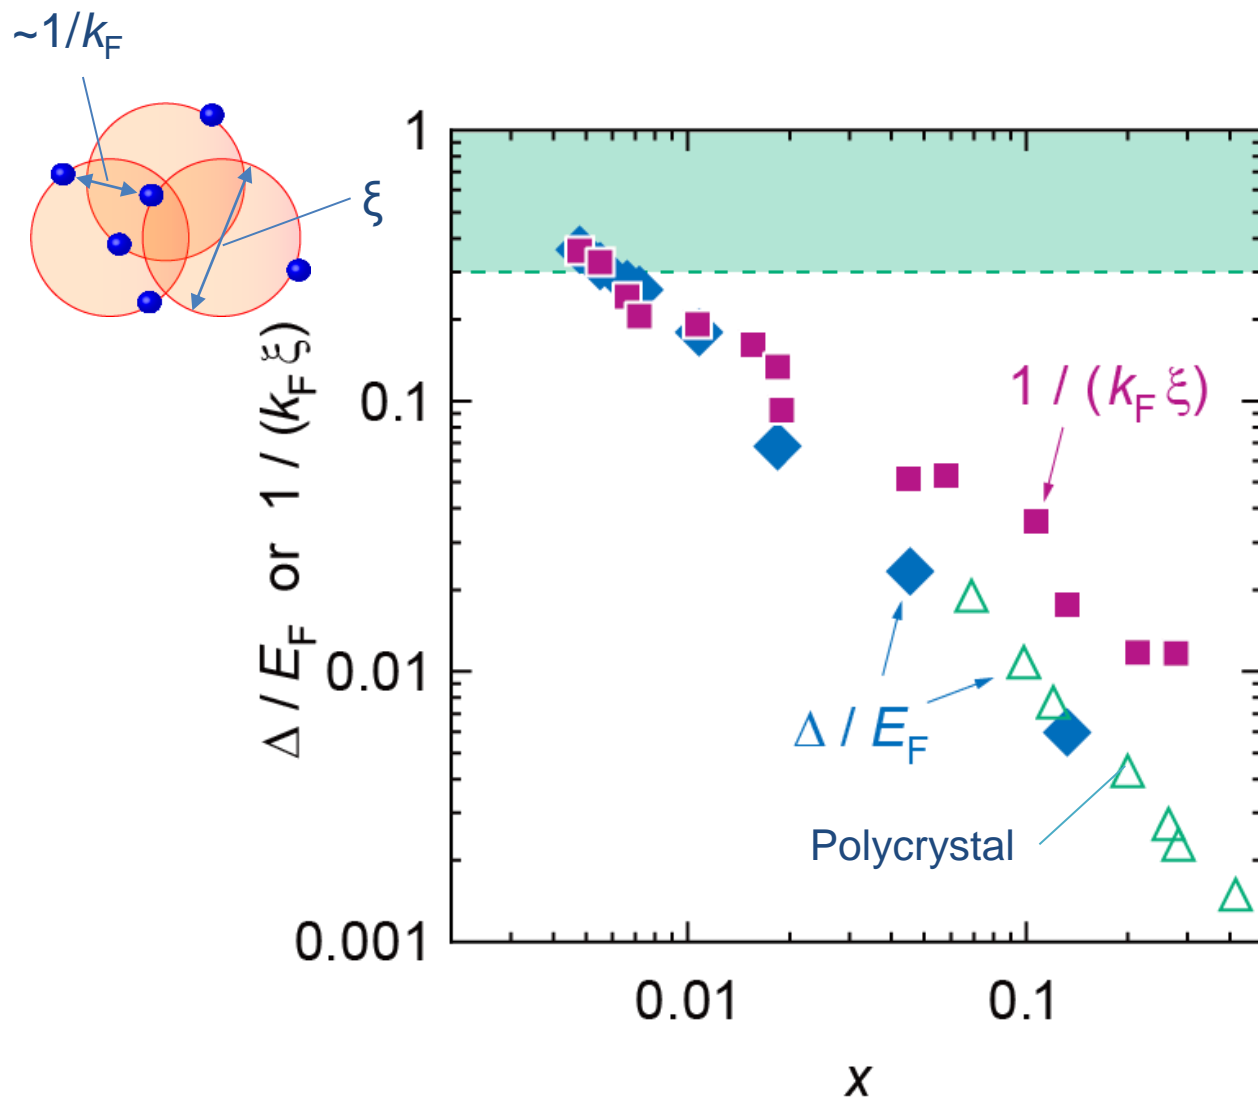 ~1/kF
ξ
1
0.1
0.01
0.001
Δ / EF or 1 / (kF ξ)
1 / (kF ξ)
Δ / EF
Polycrystal
0.01
0.1
x